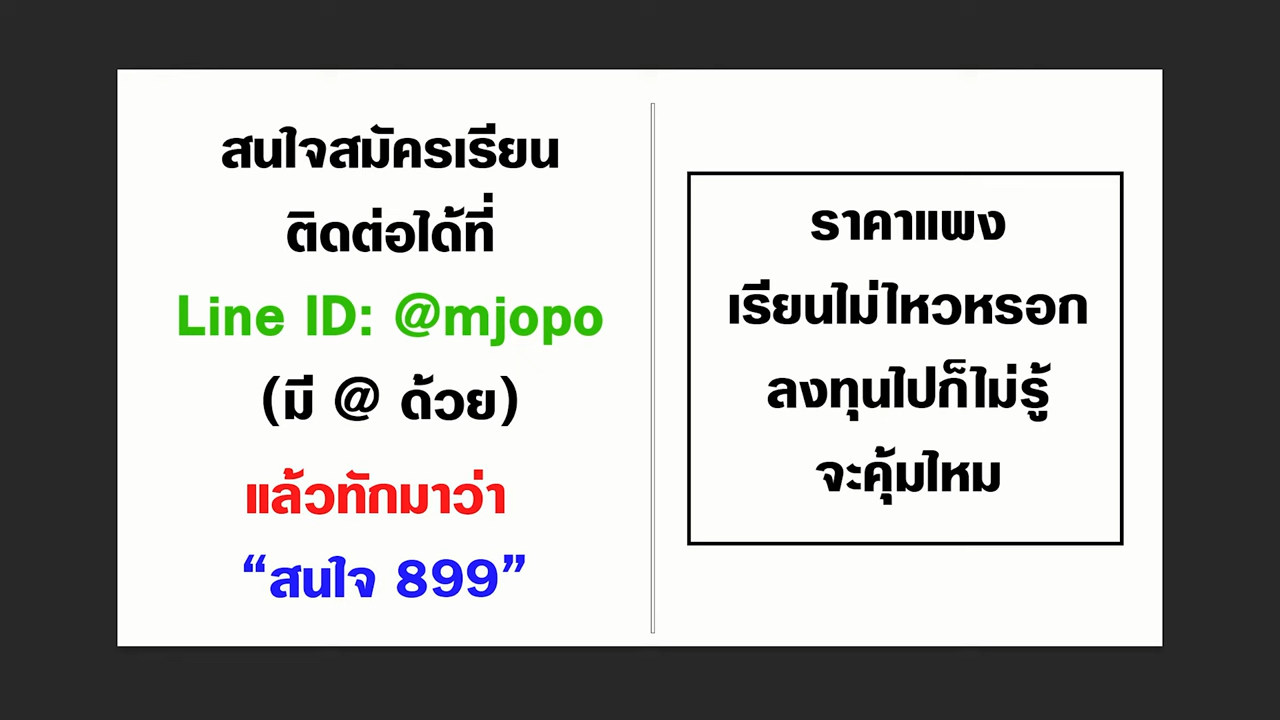 สนใจสมัครเรียน
ติดต่อได้ที่
Line ID: @mjopo
(มี @ ด้วย)
แล้วทักมาว่า
“สนใจ 899”
ราคาแพง
เรียนไม่ไหวหรอก
ลงทุนไปก็ไม่รู้
จะคุ้มไหม